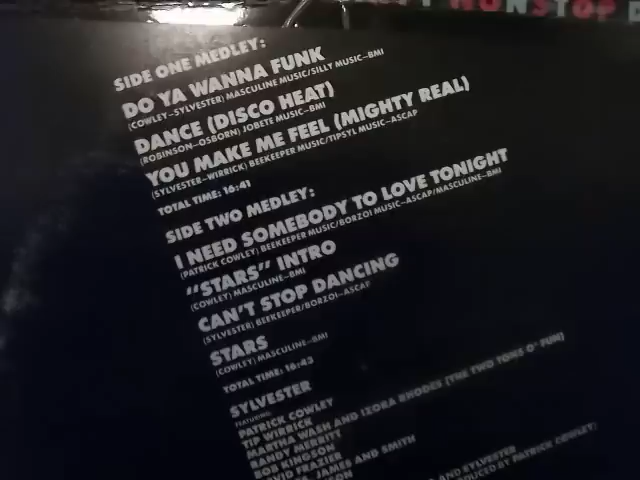 NONSTOP
SIDE ONE MEDLEY:
DO YA WANNA FUNK
(COWLEY–SYLVESTER) MASCULINE MUSIC/SILLY MUSIC–BMI
DANCE (DISCO HEAT)
(ROBINSON–OSBORN) JOBETE MUSIC–BMI
YOU MAKE ME FEEL (MIGHTY REAL)
(SYLVESTER–WIRRICK) BEEKEEPER MUSIC/TIPSYL MUSIC–ASCAP
TOTAL TIME: 16:41
SIDE TWO MEDLEY:
I NEED SOMEBODY TO LOVE TONIGHT
(PATRICK COWLEY) BEEKEEPER MUSIC/BORZOI MUSIC–ASCAP/MASCULINE–BMI
"STARS" INTRO
(COWLEY) MASCULINE–BMI
CAN'T STOP DANCING
(SYLVESTER) BEEKEEPER/BORZOI–ASCAP
STARS
(COWLEY) MASCULINE–BMI
TOTAL TIME: 16:43
SYLVESTER
FEATURING:
PATRICK COWLEY
TIP WIRRICK
MARTHA WASH AND IZORA RHODES (THE TWO TONS O' FUN)
RANDY MERRITT
BOB KINGSON
DAVID FRAZIER
JAMES AND SMITH
AND SYLVESTER
BY PATRICK COWLEY)